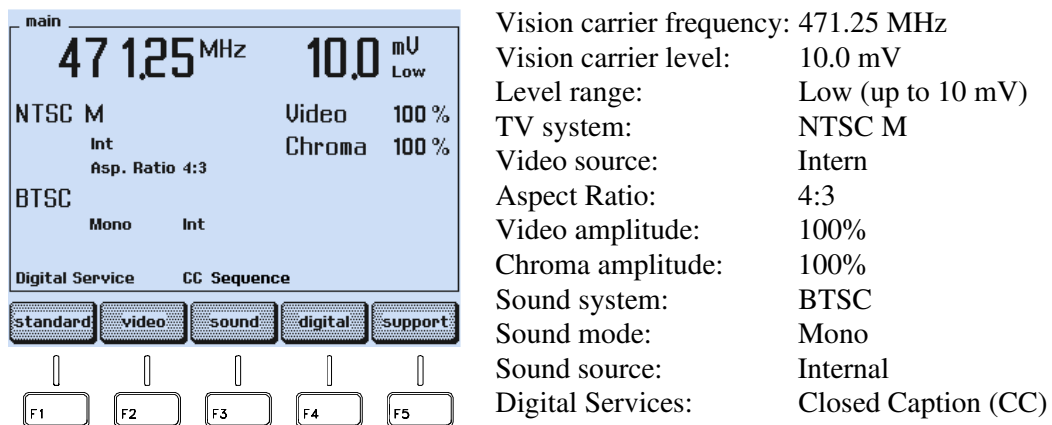 main
471.25 MHz 10.0 mV
Low
NTSC M Video 100 %
Int Chroma 100 %
Asp. Ratio 4:3
BTSC
Mono Int
Digital Service CC Sequence
standard video sound digital support
F1 F2 F3 F4 F5
Vision carrier frequency: 471.25 MHz
Vision carrier level: 10.0 mV
Level range: Low (up to 10 mV)
TV system: NTSC M
Video source: Intern
Aspect Ratio: 4:3
Video amplitude: 100%
Chroma amplitude: 100%
Sound system: BTSC
Sound mode: Mono
Sound source: Internal
Digital Services: Closed Caption (CC)